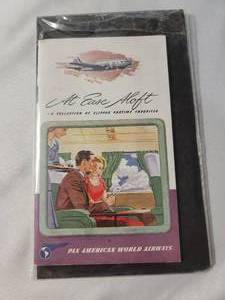 At Ease Aloft
A COLLECTION OF CLIPPER PASTIME FAVORITES
PAN AMERICAN WORLD AIRWAYS